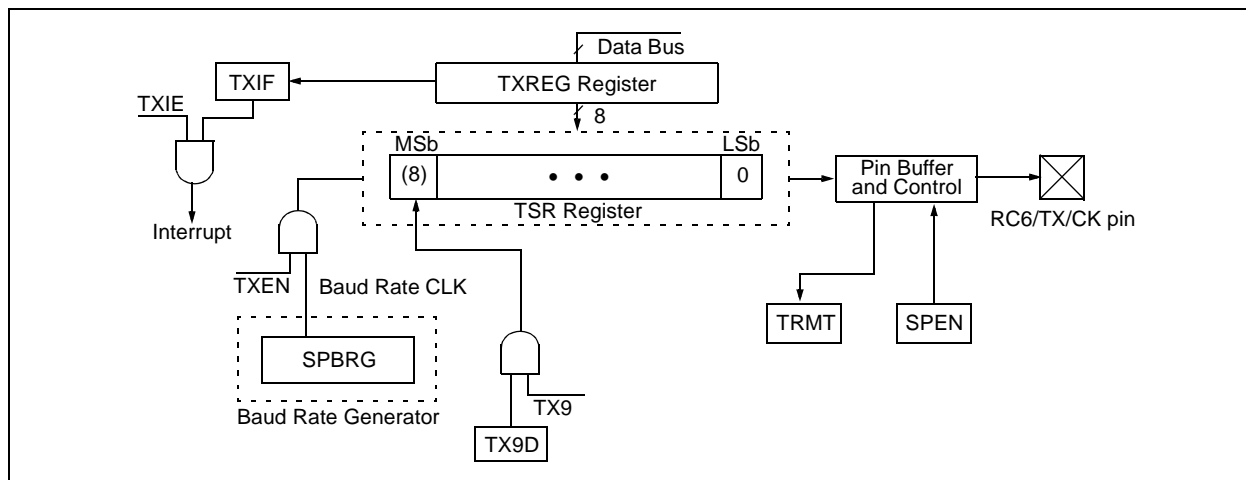 Data Bus
TXIF
TXREG Register
TXIE
8
MSb
LSb
(8)
• • •
0
Pin Buffer
and Control
TSR Register
Interrupt
RC6/TX/CK pin
TXEN
Baud Rate CLK
TRMT
SPEN
SPBRG
TX9
Baud Rate Generator
TX9D